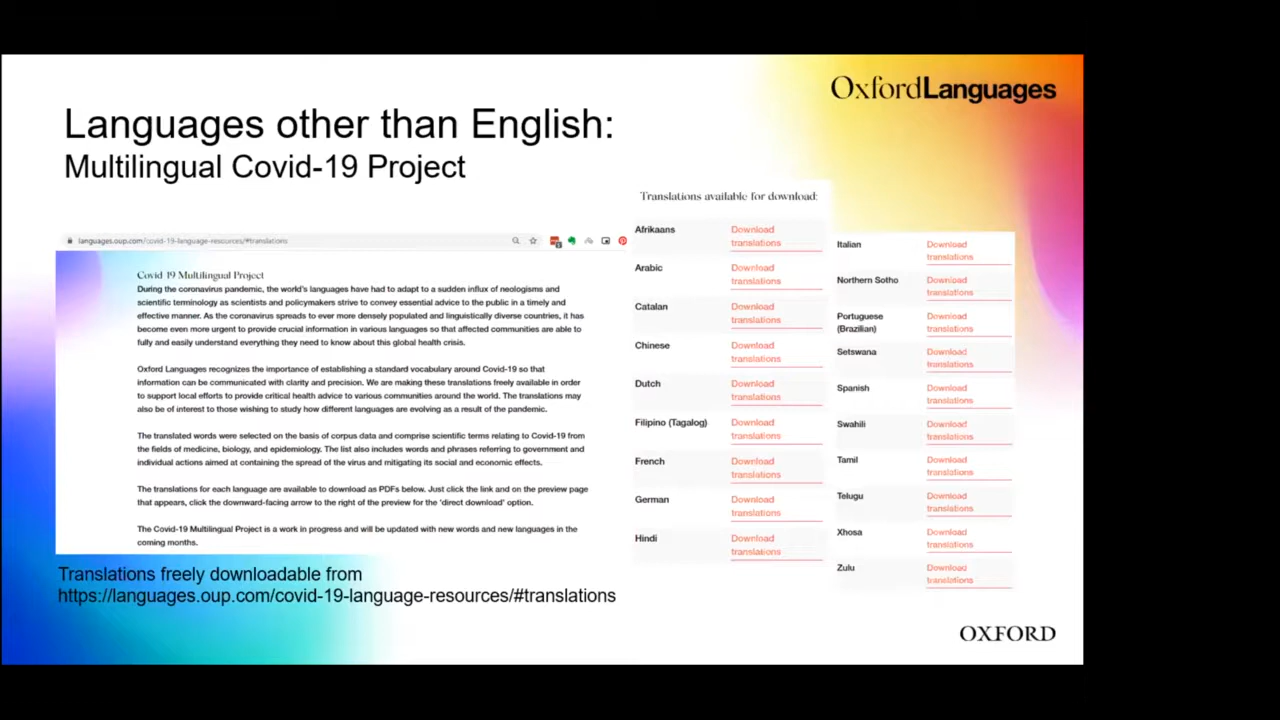 OxfordLanguages
Languages other than English:
Multilingual Covid-19 Project
languages.oup.com/covid-19-language-resources/#translations
Covid 19 Multilingual Project
During the coronavirus pandemic, the world's languages have had to adapt to a sudden influx of neologisms and
scientific terminology as scientists and policymakers strive to convey essential advice to the public in a timely and
effective manner. As the coronavirus spreads to ever more densely populated and linguistically diverse countries, it has
become even more urgent to provide crucial information in various languages so that affected communities are able to
fully and easily understand everything they need to know about this global health crisis.
Oxford Languages recognizes the importance of establishing a standard vocabulary around Covid-19 so that
information can be communicated with clarity and precision. We are making these translations freely available in order
to support local efforts to provide critical health advice to various communities around the world. The translations may
also be of interest to those wishing to study how different languages are evolving as a result of the pandemic.
The translated words were selected on the basis of corpus data and comprise scientific terms relating to Covid-19 from
the fields of medicine, biology, and epidemiology. The list also includes words and phrases referring to government and
individual actions aimed at containing the spread of the virus and mitigating its social and economic effects.
The translations for each language are available to download as PDFs below. Just click the link and on the preview page
that appears, click the downward-facing arrow to the right of the preview for the 'direct download' option.
The Covid-19 Multilingual Project is a work in progress and will be updated with new words and new languages in the
coming months.
Translations freely downloadable from
https://languages.oup.com/covid-19-language-resources/#translations
Translations available for download:
Afrikaans Download
translations
Arabic Download
translations
Catalan Download
translations
Chinese Download
translations
Dutch Download
translations
Filipino (Tagalog) Download
translations
French Download
translations
German Download
translations
Hindi Download
translations
Italian Download
translations
Northern Sotho Download
translations
Portuguese Download
(Brazilian) translations
Setswana Download
translations
Spanish Download
translations
Swahili Download
translations
Tamil Download
translations
Telugu Download
translations
Xhosa Download
translations
Zulu Download
translations
OXFORD